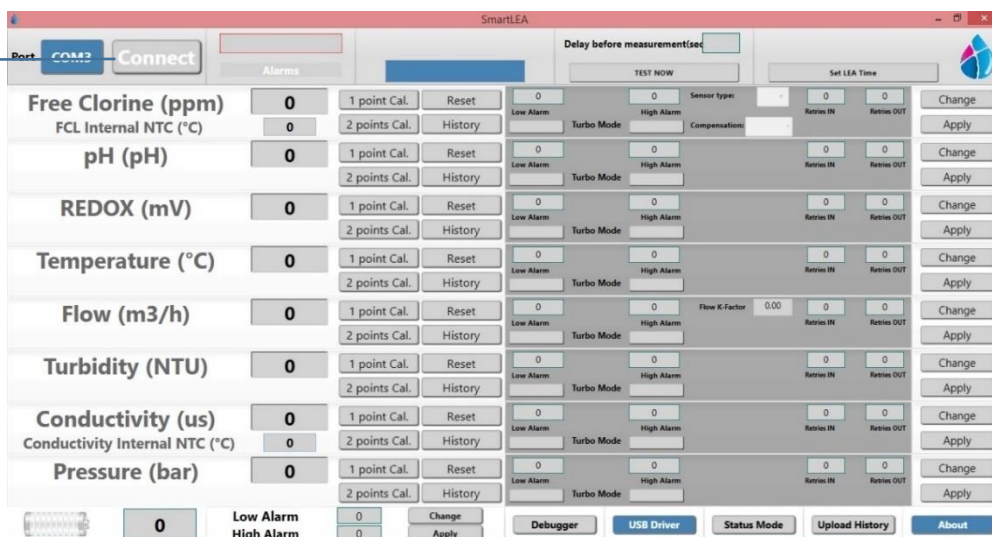 SmartLEA
Port COM3 Connect Delay before measurement(sec
Alarms TEST NOW Set LEA Time
Free Clorine (ppm) 0 1 point Cal. Reset 0 0 Sensor type: 0 0 Change
Low Alarm High Alarm Retries IN Retries OUT
FCL Internal NTC (°C) 0 2 points Cal. History Turbo Mode Compensation: Apply
pH (pH) 0 1 point Cal. Reset 0 0 0 0 Change
Low Alarm High Alarm Retries IN Retries OUT
2 points Cal. History Turbo Mode Apply
REDOX (mV) 0 1 point Cal. Reset 0 0 0 0 Change
Low Alarm High Alarm Retries IN Retries OUT
2 points Cal. History Turbo Mode Apply
Temperature (°C) 0 1 point Cal. Reset 0 0 0 0 Change
Low Alarm High Alarm Retries IN Retries OUT
2 points Cal. History Turbo Mode Apply
Flow (m3/h) 0 1 point Cal. Reset 0 0 Flow K-Factor 0.00 0 0 Change
Low Alarm High Alarm Retries IN Retries OUT
2 points Cal. History Turbo Mode Apply
Turbidity (NTU) 0 1 point Cal. Reset 0 0 0 0 Change
Low Alarm High Alarm Retries IN Retries OUT
2 points Cal. History Turbo Mode Apply
Conductivity (us) 0 1 point Cal. Reset 0 0 0 0 Change
Low Alarm High Alarm Retries IN Retries OUT
Conductivity Internal NTC (°C) 0 2 points Cal. History Turbo Mode Apply
Pressure (bar) 0 1 point Cal. Reset 0 0 0 0 Change
Low Alarm High Alarm Retries IN Retries OUT
2 points Cal. History Turbo Mode Apply
0 Low Alarm 0 Change Debugger USB Driver Status Mode Upload History About
High Alarm 0 Apply